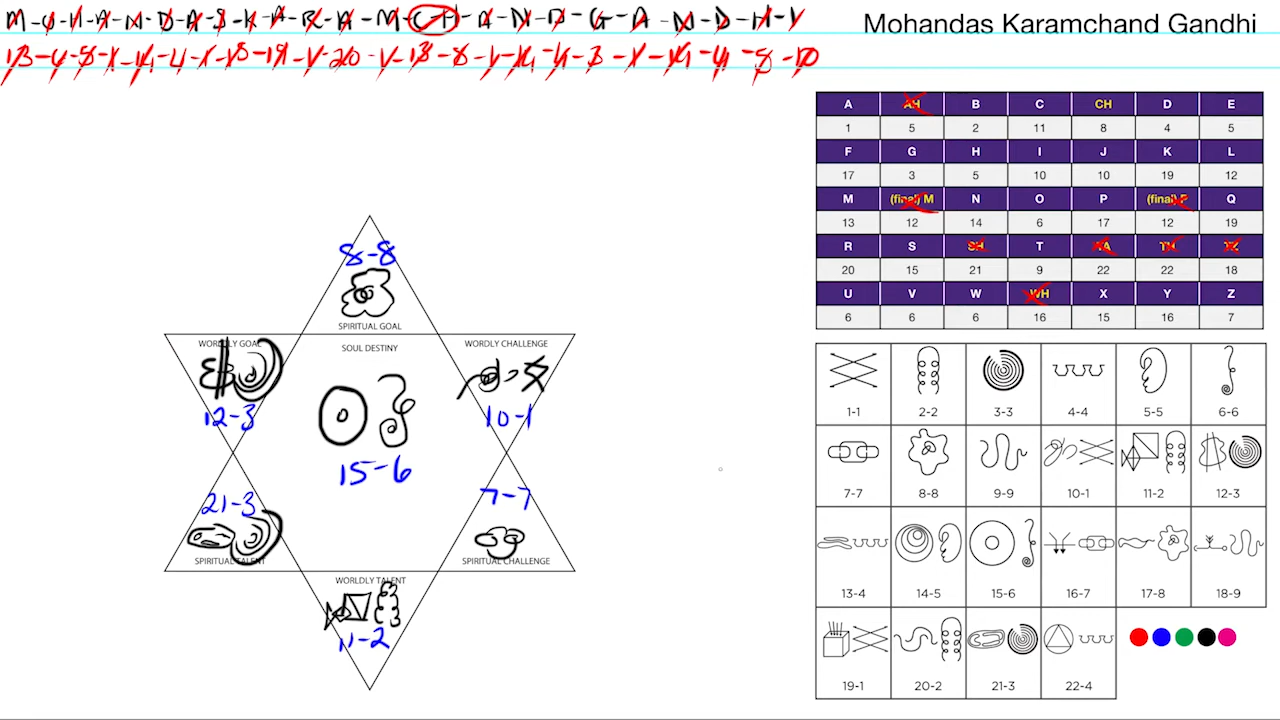 M-O-H-A-N-D-A-S-K-A-R-A-M-CH-A-N-D-G-A-N-D-H-I
Mohandas Karamchand Gandhi
13-6-5-1-14-4-1-15-19-1-20-1-13-8-1-14-4-3-1-14-4-5-10
A AH B C CH D E
1 5 2 11 8 4 5
F G H I J K L
17 3 5 10 10 19 12
M (final) M N O P (final) P Q
13 12 14 6 17 12 19
R S SH T TH TZ
20 15 21 9 22 22 18
U V W WH X Y Z
6 6 6 16 15 16 7
8-8
SPIRITUAL GOAL
WORLDLY GOAL
SOUL DESTINY
WORDLY CHALLENGE
12-3
10-1
15-6
21-3
7-7
SPIRITUAL TALENT
SPIRITUAL CHALLENGE
WORLDLY TALENT
11-2
1-1 2-2 3-3 4-4 5-5 6-6
7-7 8-8 9-9 10-1 11-2 12-3
13-4 14-5 15-6 16-7 17-8 18-9
19-1 20-2 21-3 22-4